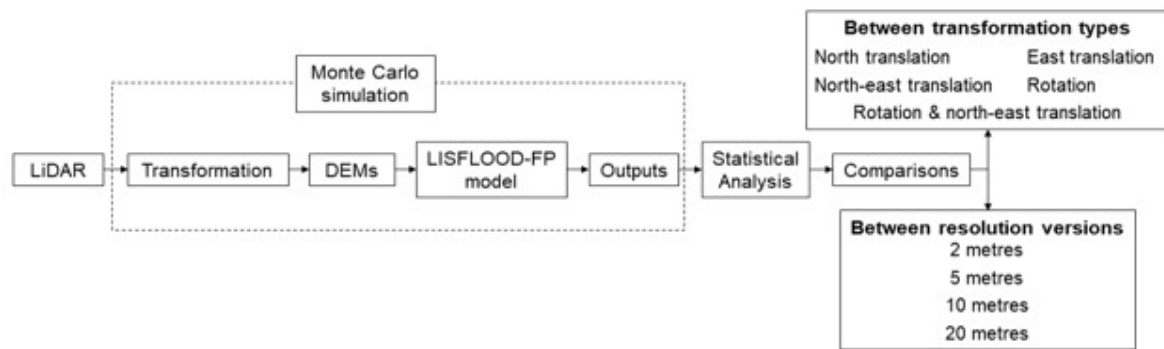 Monte Carlo
simulation
LiDAR
Transformation
DEMs
LISFLOOD-FP
model
Outputs
Statistical
Analysis
Comparisons
Between transformation types
North translation East translation
North-east translation Rotation
Rotation & north-east translation
Between resolution versions
2 metres
5 metres
10 metres
20 metres